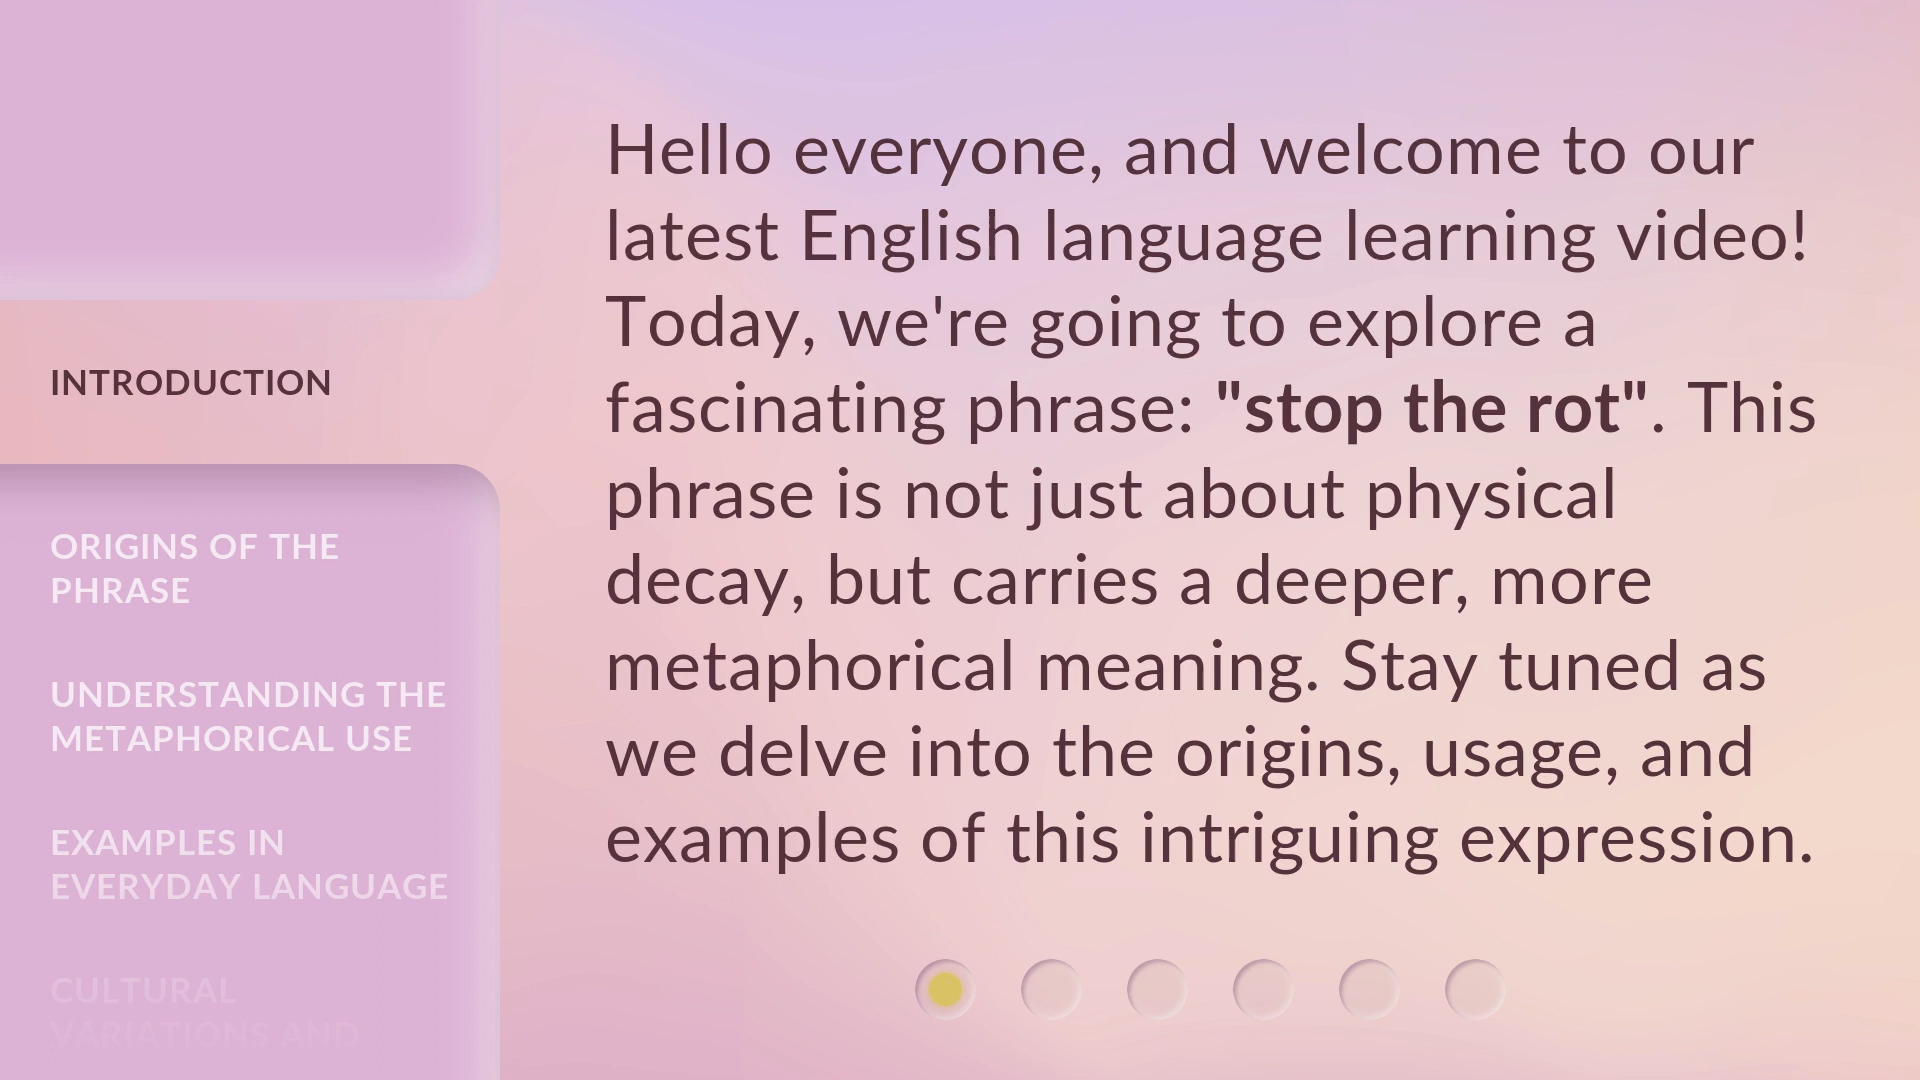 INTRODUCTION
ORIGINS OF THE
PHRASE
UNDERSTANDING THE
METAPHORICAL USE
EXAMPLES IN
EVERYDAY LANGUAGE
CULTURAL
VARIATIONS AND
Hello everyone, and welcome to our
latest English language learning video!
Today, we're going to explore a
fascinating phrase: "stop the rot". This
phrase is not just about physical
decay, but carries a deeper, more
metaphorical meaning. Stay tuned as
we delve into the origins, usage, and
examples of this intriguing expression.